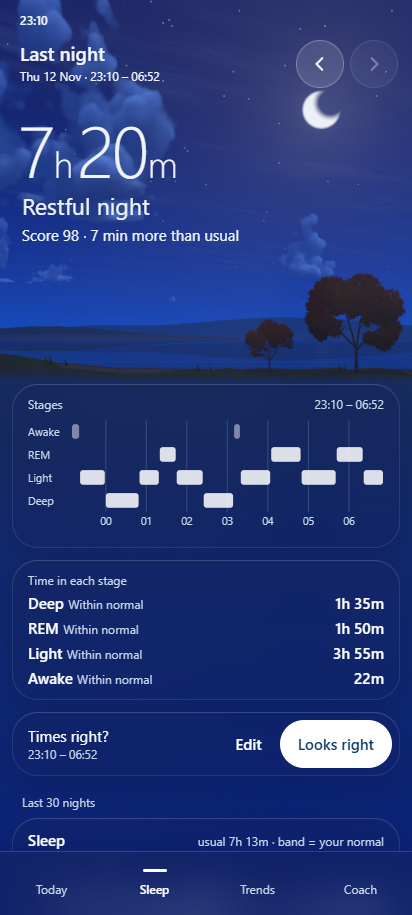 23:10
Last night
Thu 12 Nov · 23:10 – 06:52
7h20m
Restful night
Score 98 · 7 min more than usual
Stages 23:10 – 06:52
Awake
REM
Light
Deep
00 01 02 03 04 05 06
Time in each stage
Deep Within normal 1h 35m
REM Within normal 1h 50m
Light Within normal 3h 55m
Awake Within normal 22m
Times right?
23:10 – 06:52
Edit Looks right
Last 30 nights
Sleep usual 7h 13m · band = your normal
Today Sleep Trends Coach